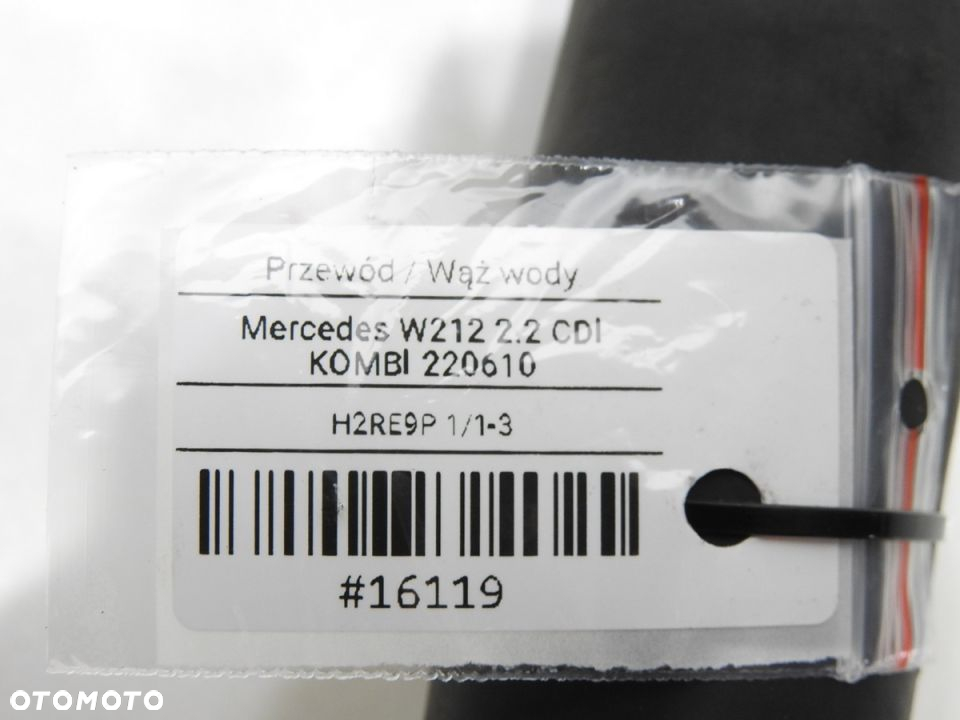 Przewód / Wąż wody
Mercedes W212 2.2 CDI
KOMBI 220610
H2RE9P 1/1-3
#16119
OTOMOTO